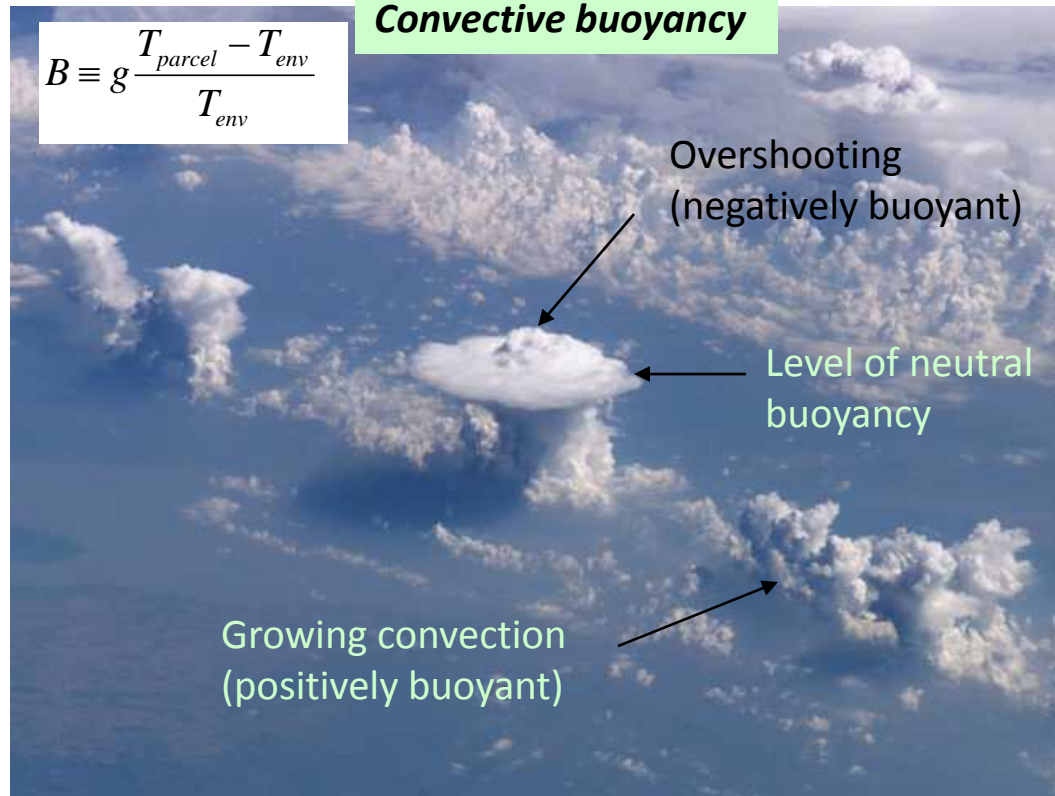 Convective buoyancy
B ≡ g (T_parcel − T_env) / T_env
Overshooting
(negatively buoyant)
Level of neutral
buoyancy
Growing convection
(positively buoyant)